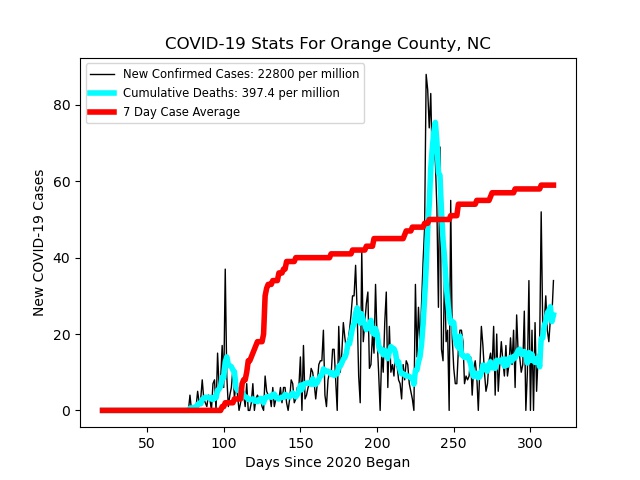 COVID-19 Stats For Orange County, NC
New Confirmed Cases: 22800 per million
Cumulative Deaths: 397.4 per million
7 Day Case Average
New COVID-19 Cases
80
60
40
20
0
50 100 150 200 250 300
Days Since 2020 Began